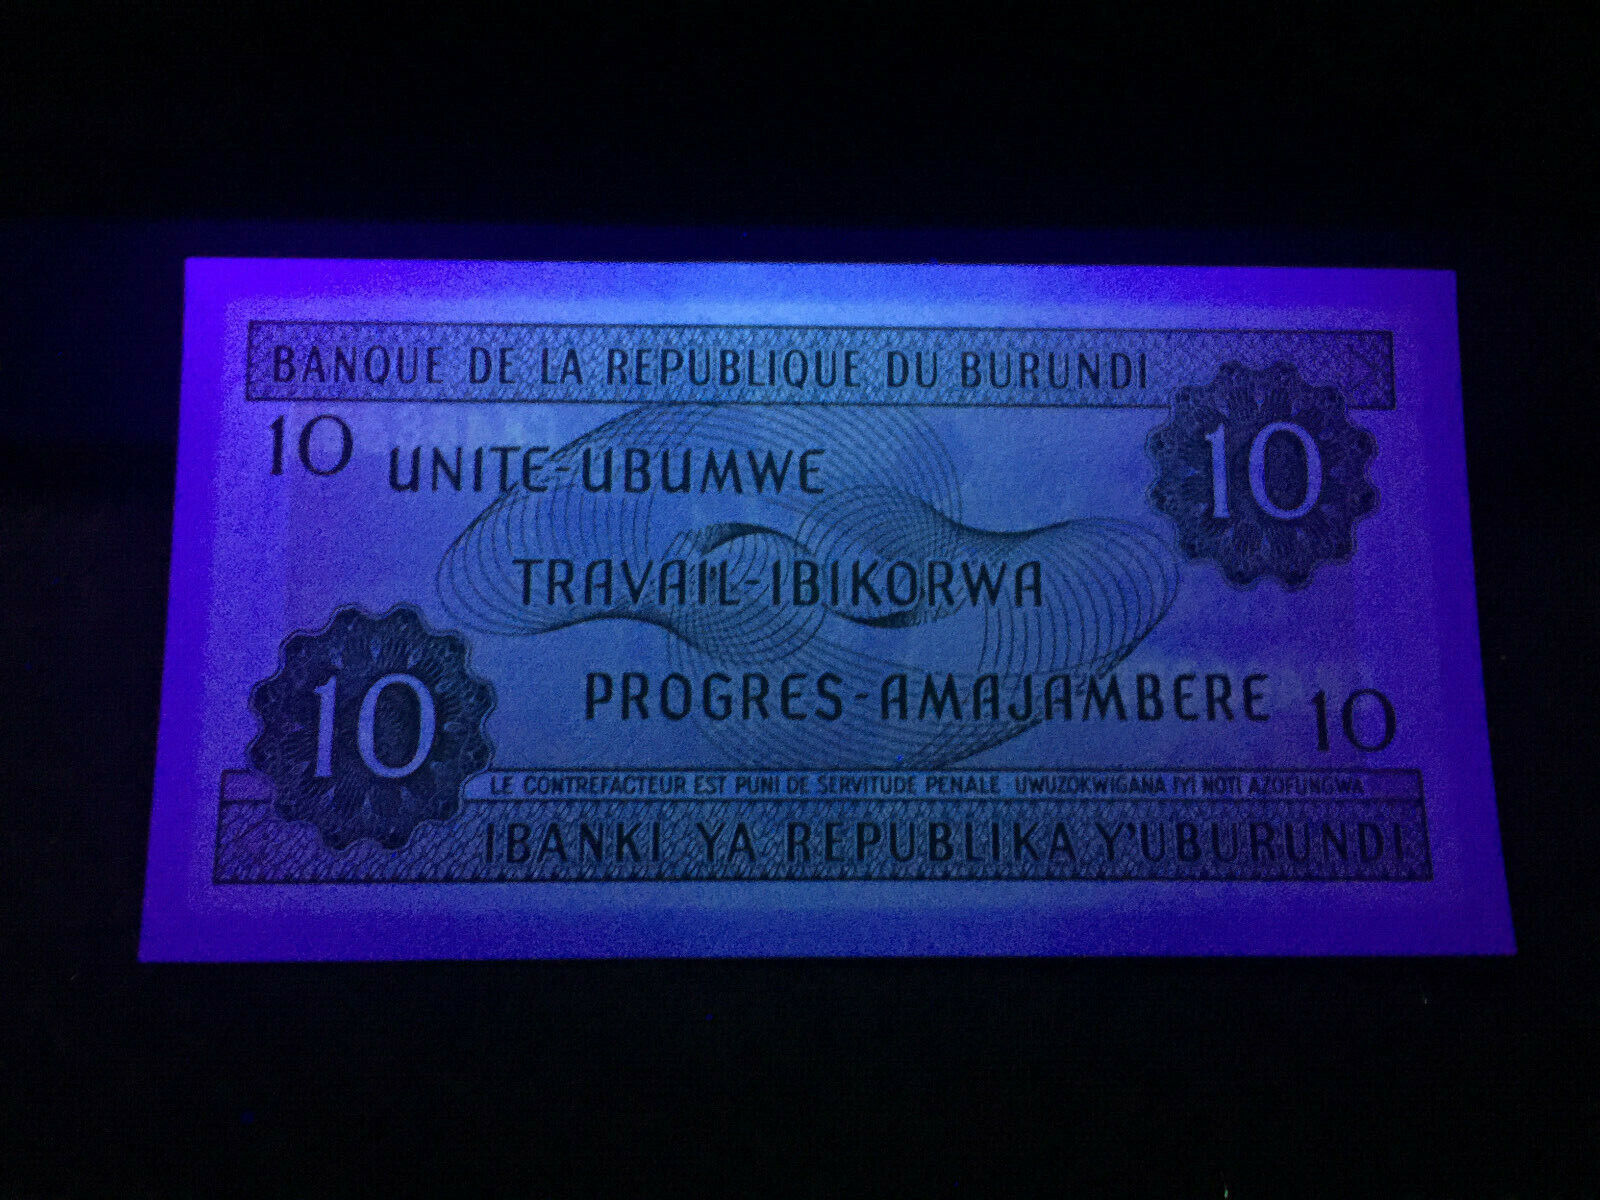 BANQUE DE LA REPUBLIQUE DU BURUNDI
10
UNITE-UBUMWE
10
TRAVAIL-IBIKORWA
PROGRES-AMAJAMBERE
10
10
LE CONTREFACTEUR EST PUNI DE SERVITUDE PENALE. UWUZOKWIGANA IYI NOTI AZOFUNGWA
IBANKI YA REPUBLIKA Y'UBURUNDI